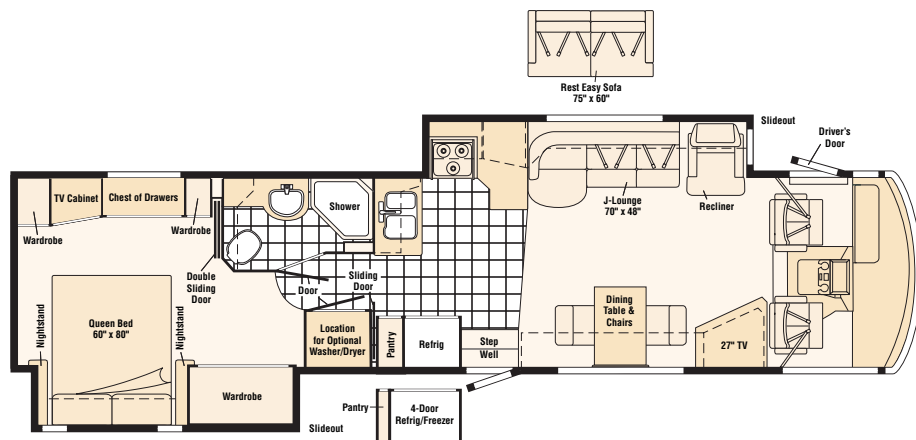 Rest Easy Sofa
75" x 60"
Slideout
Driver's
Door
TV Cabinet
Chest of Drawers
Shower
J-Lounge
70" x 48"
Recliner
Wardrobe
Wardrobe
Double
Sliding
Door
Sliding
Door
Door
Nightstand
Queen Bed
60" x 80"
Nightstand
Location
for Optional
Washer/Dryer
Pantry
Refrig
Step
Well
Dining
Table &
Chairs
27" TV
Wardrobe
Slideout
Pantry
4-Door
Refrig/Freezer